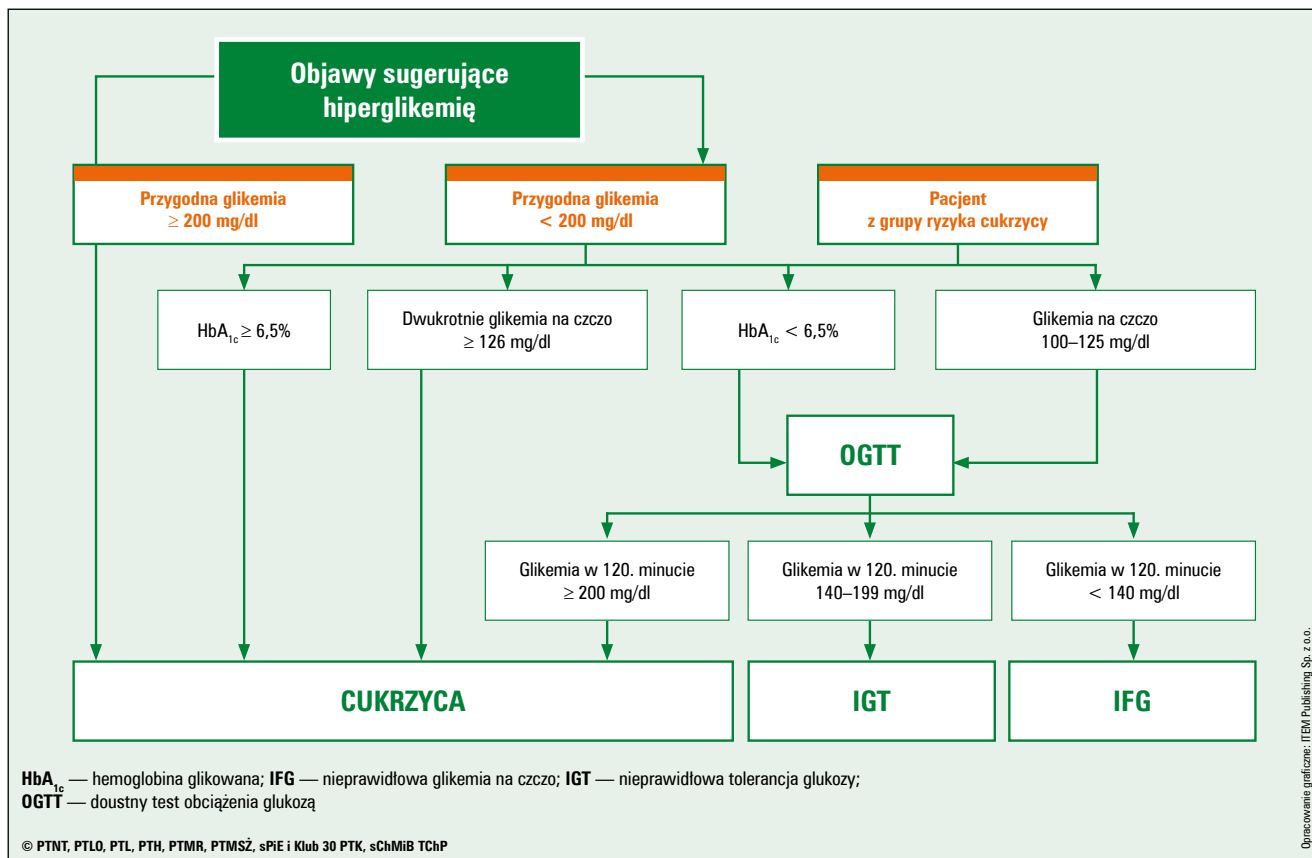 Objawy sugerujące
hiperglikemię
Przygodna glikemia
≥ 200 mg/dl
Przygodna glikemia
< 200 mg/dl
Pacjent
z grupy ryzyka cukrzycy
HbA1c ≥ 6,5%
Dwukrotnie glikemia na czczo
≥ 126 mg/dl
HbA1c < 6,5%
Glikemia na czczo
100–125 mg/dl
OGTT
Glikemia w 120. minucie
≥ 200 mg/dl
Glikemia w 120. minucie
140–199 mg/dl
Glikemia w 120. minucie
< 140 mg/dl
CUKRZYCA
IGT
IFG
HbA1c — hemoglobina glikowana; IFG — nieprawidłowa glikemia na czczo; IGT — nieprawidłowa tolerancja glukozy;
OGTT — doustny test obciążenia glukozą
© PTNT, PTLO, PTL, PTH, PTMR, PTMSŻ, sPiE i Klub 30 PTK, sChMiB TChP
Opracowanie graficzne: ITEM Publishing Sp. z o.o.